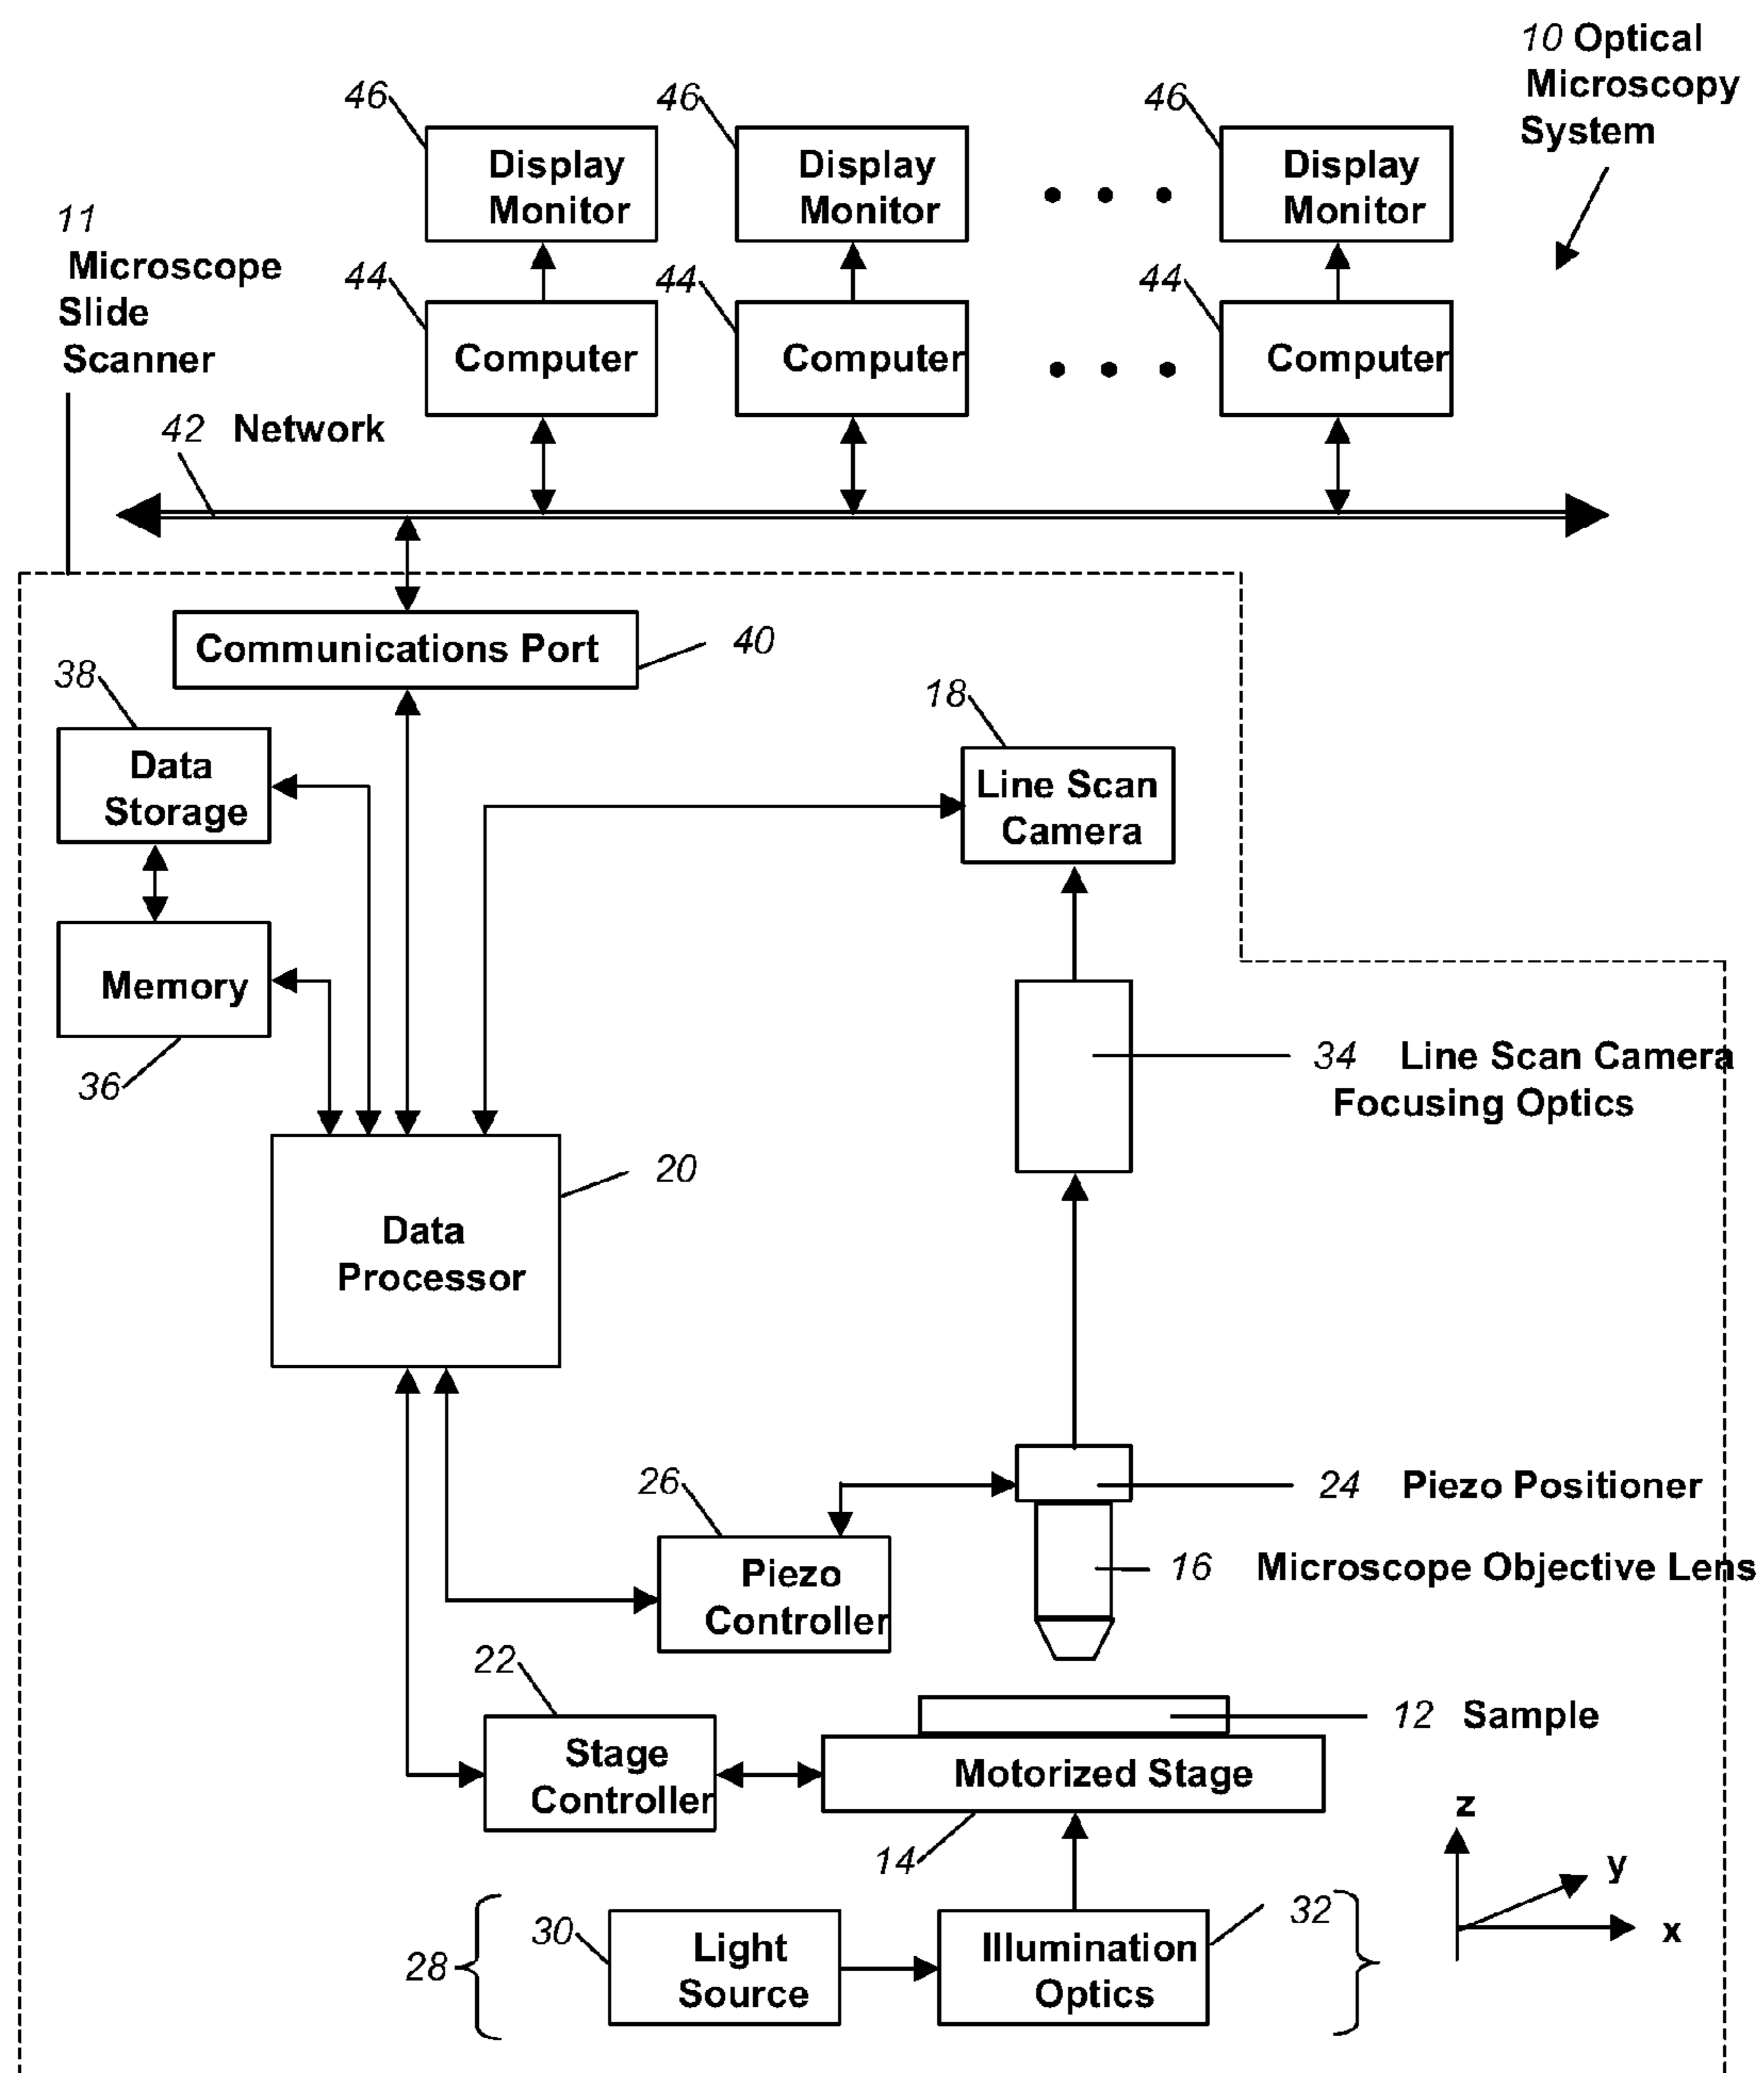 10 Optical
Microscopy
System
46
46
46
Display
Monitor
Display
Monitor
Display
Monitor
11
Microscope
Slide
Scanner
44
44
44
Computer
Computer
Computer
42 Network
Communications Port
40
38
Data
Storage
18
Line Scan
Camera
Memory
36
34 Line Scan Camera
Focusing Optics
20
Data
Processor
26
24 Piezo Positioner
Piezo
Controller
16 Microscope Objective Lens
22
12 Sample
Stage
Controller
Motorized Stage
14
z
y
x
28
30
Light
Source
Illumination
Optics
32